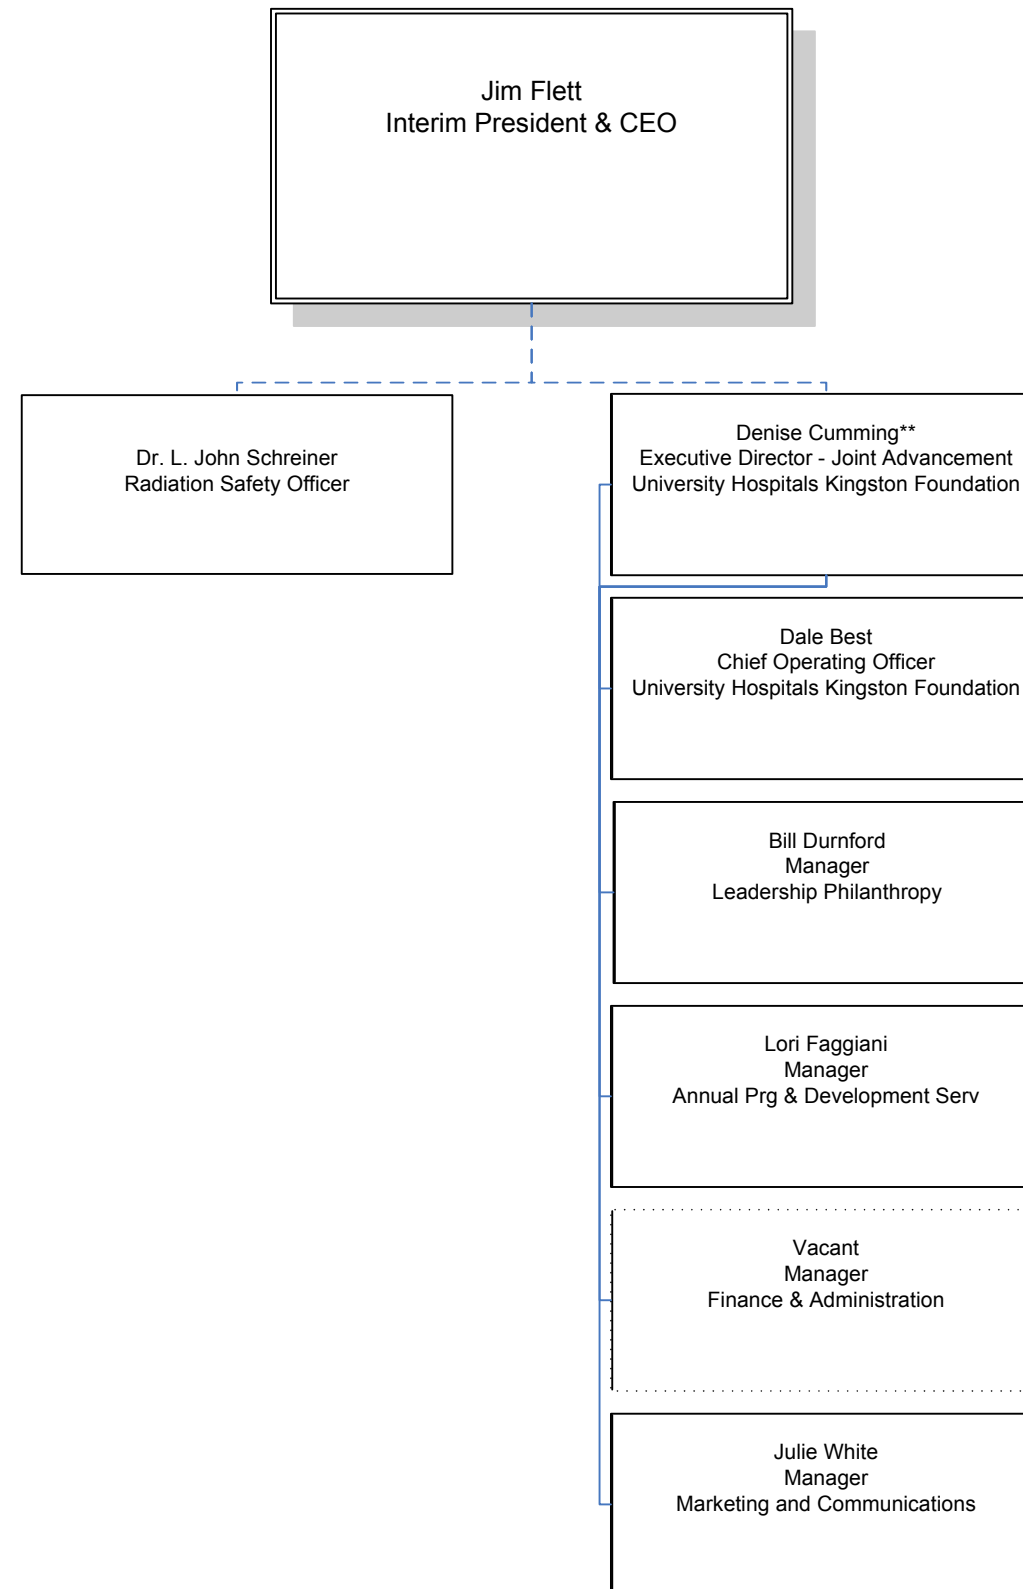 Jim Flett
Interim President & CEO
Dr. L. John Schreiner
Radiation Safety Officer
Denise Cumming**
Executive Director - Joint Advancement
University Hospitals Kingston Foundation
Dale Best
Chief Operating Officer
University Hospitals Kingston Foundation
Bill Durnford
Manager
Leadership Philanthropy
Lori Faggiani
Manager
Annual Prg & Development Serv
Vacant
Manager
Finance & Administration
Julie White
Manager
Marketing and Communications